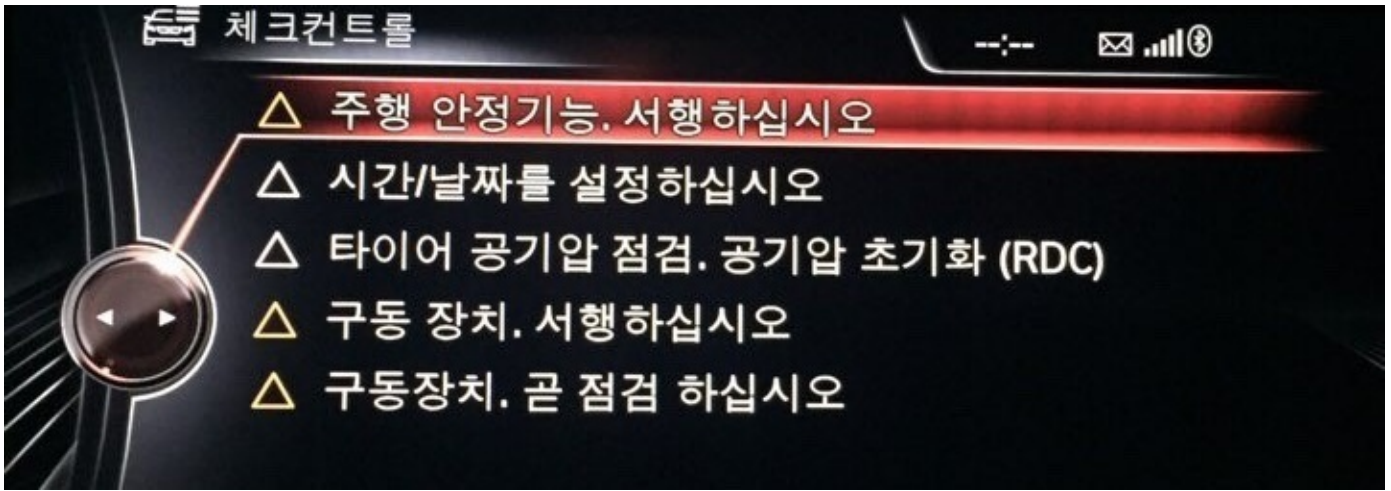 체크컨트롤
--:--
주행 안정기능. 서행하십시오
시간/날짜를 설정하십시오
타이어 공기압 점검. 공기압 초기화 (RDC)
구동 장치. 서행하십시오
구동장치. 곧 점검 하십시오